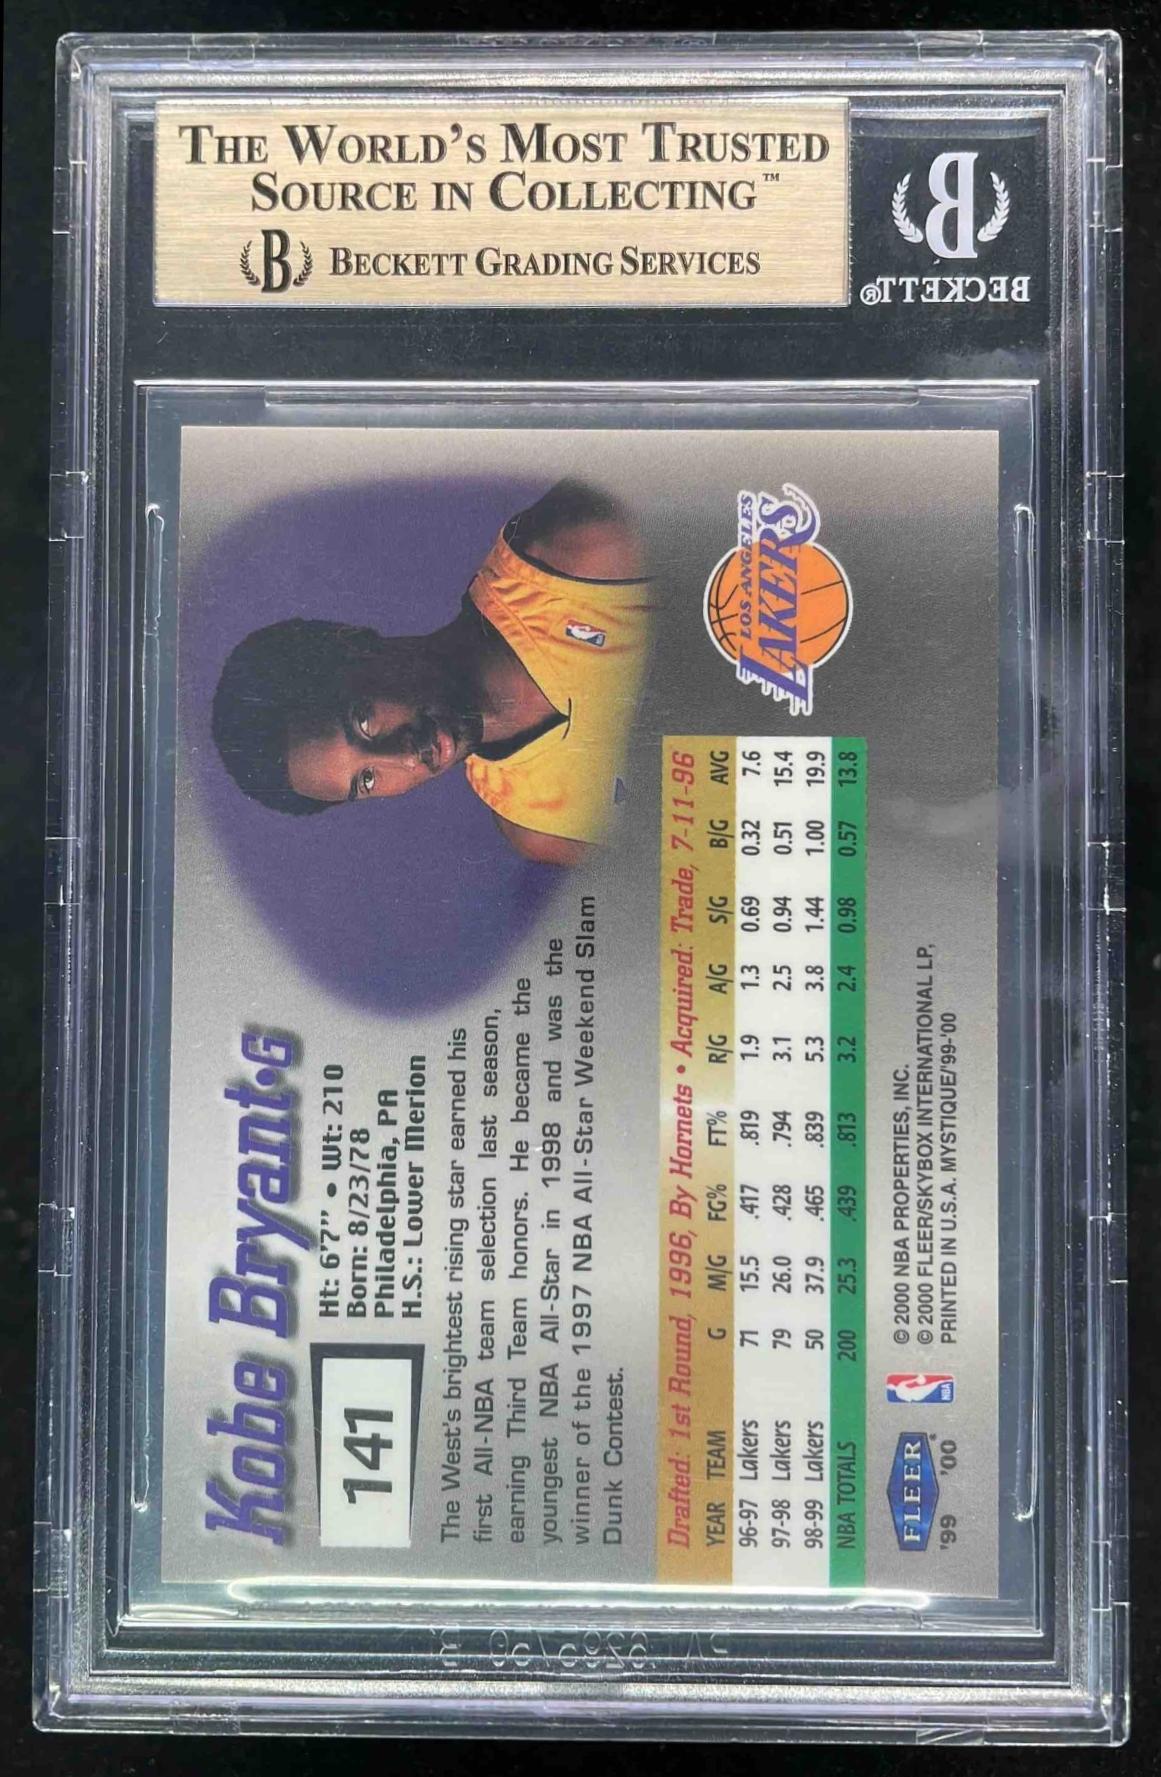 THE WORLD'S MOST TRUSTED
SOURCE IN COLLECTING™
B BECKETT GRADING SERVICES
B
BECKETT®
Kobe Bryant•G
141
Ht: 6'7" • Wt: 210
Born: 8/23/78
Philadelphia, PA
H.S.: Lower Merion
The West's brightest rising star earned his
first All-NBA team selection last season,
earning Third Team honors. He became the
youngest NBA All-Star in 1998 and was the
winner of the 1997 NBA All-Star Weekend Slam
Dunk Contest.
LOS ANGELES
LAKERS
Drafted: 1st Round, 1996, By Hornets • Acquired: Trade, 7-11-96
YEAR TEAM G M/G FG% FT% R/G A/G S/G B/G AVG
96-97 Lakers 71 15.5 .417 .819 1.9 1.3 0.69 0.32 7.6
97-98 Lakers 79 26.0 .428 .794 3.1 2.5 0.94 0.51 15.4
98-99 Lakers 50 37.9 .465 .839 5.3 3.8 1.44 1.00 19.9
NBA TOTALS 200 25.3 .439 .813 3.2 2.4 0.98 0.57 13.8
FLEER
'99 '00
NBA
© 2000 NBA PROPERTIES, INC.
© 2000 FLEER/SKYBOX INTERNATIONAL LP,
PRINTED IN U.S.A. MYSTIQUE/'99-'00